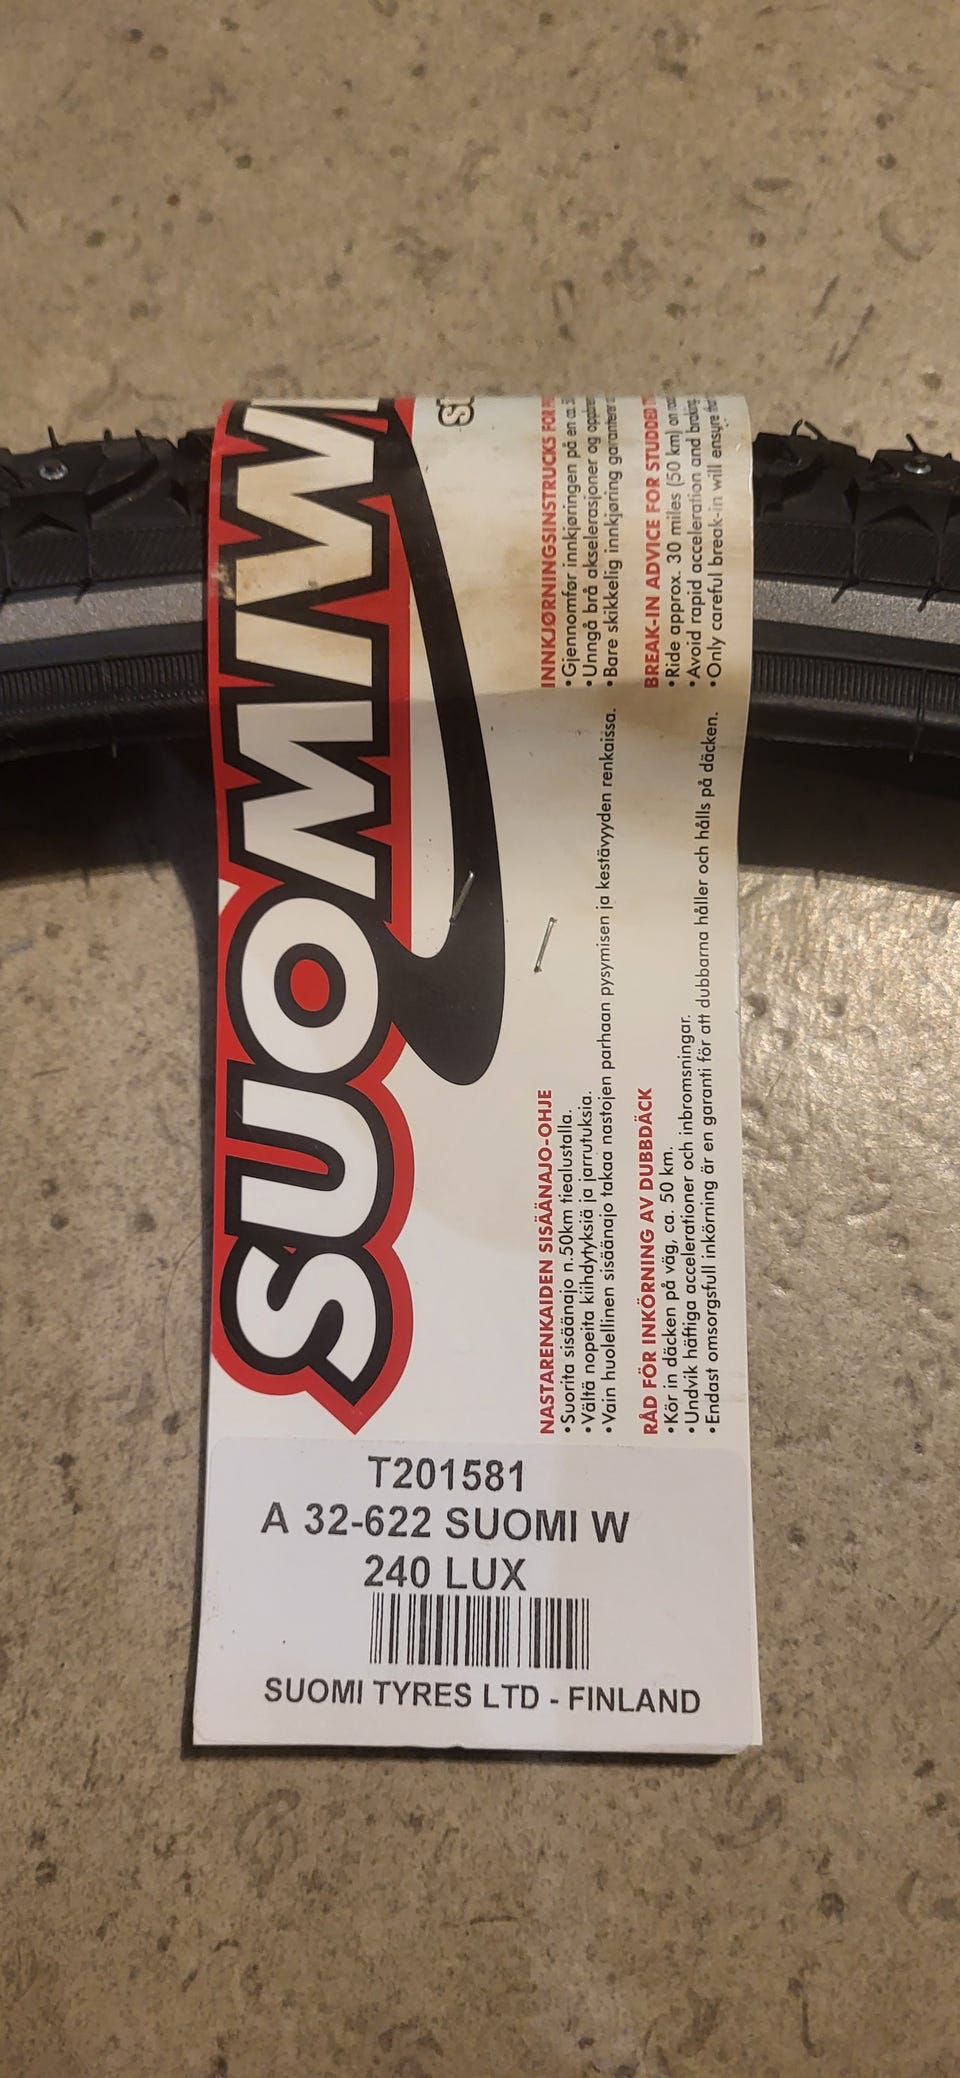 SUOMI W
st
NASTARENKAIDEN SISÄÄNAJO-OHJE
•Suorita sisäänajo n.50km tiealustalla.
•Vältä nopeita kiihdytyksiä ja jarrutuksia.
•Vain huolellinen sisäänajo takaa nastojen parhaan pysymisen ja kestävyyden renkaissa.
RÅD FÖR INKÖRNING AV DUBBDÄCK
•Kör in däcken på väg, ca. 50 km.
•Undvik häftiga accelerationer och inbromsningar.
•Endast omsorgsfull inkörning är en garanti för att dubbarna håller och hålls på däcken.
INNKJØRNINGSINSTRUCKS FOR
•Gjennomfør innkjøringen på en ca.
•Unngå brå akselerasjoner og
•Bare skikkelig innkjøring garanterer
BREAK-IN ADVICE FOR STUDDED
•Ride approx. 30 miles (50 km) on
•Avoid rapid acceleration and braking
•Only careful break-in will ensure that
T201581
A 32-622 SUOMI W
240 LUX
SUOMI TYRES LTD - FINLAND